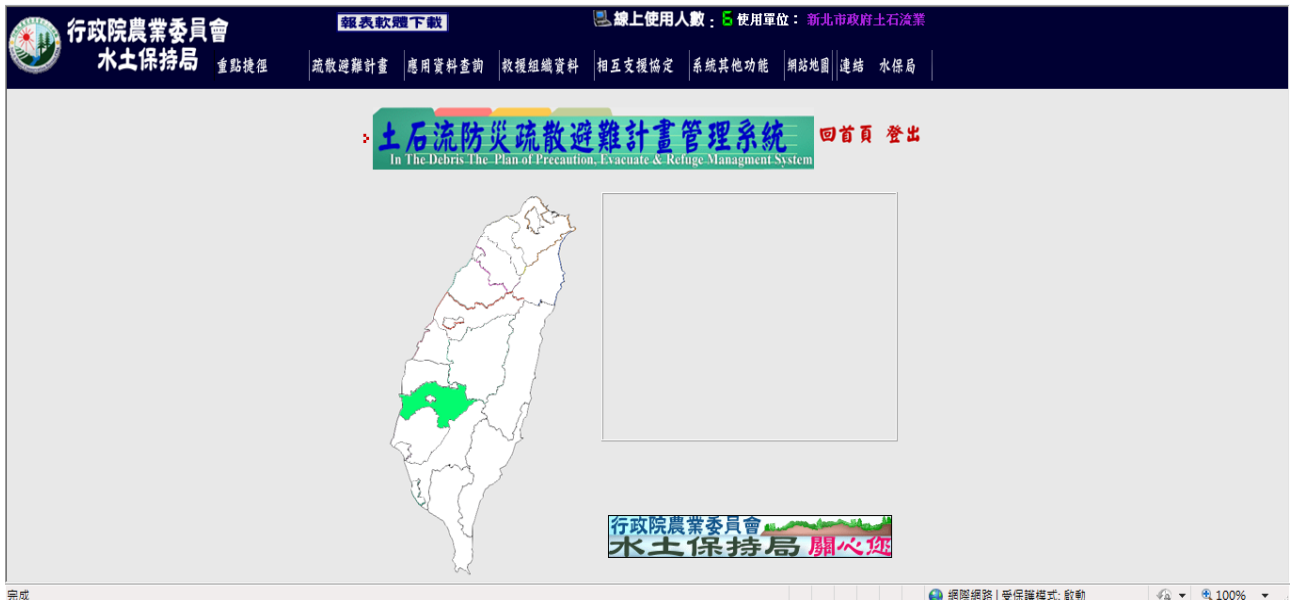 行政院農業委員會
水土保持局
報表軟體下載
線上使用人數： 6 使用單位： 新北市政府土石流業
重點捷徑 疏散避難計畫 應用資料查詢 救援組織資料 相互支援協定 系統其他功能 網站地圖 連結 水保局
土石流防災疏散避難計畫管理系統 回首頁 登出
In The Debris The Plan of Precaution, Evacuate & Refuge Managment System
行政院農業委員會
水土保持局 關心您
完成 網際網路 | 受保護模式: 啟動 100%